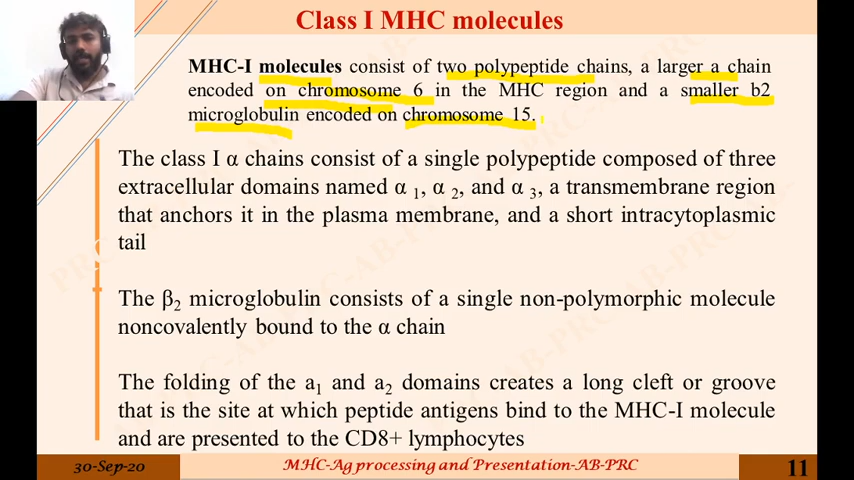 Class I MHC molecules
MHC-I molecules consist of two polypeptide chains, a larger a chain
encoded on chromosome 6 in the MHC region and a smaller b2
microglobulin encoded on chromosome 15.
The class I α chains consist of a single polypeptide composed of three
extracellular domains named α 1, α 2, and α 3, a transmembrane region
that anchors it in the plasma membrane, and a short intracytoplasmic
tail
The β2 microglobulin consists of a single non-polymorphic molecule
noncovalently bound to the α chain
The folding of the a1 and a2 domains creates a long cleft or groove
that is the site at which peptide antigens bind to the MHC-I molecule
and are presented to the CD8+ lymphocytes
30-Sep-20
MHC-Ag processing and Presentation-AB-PRC
11